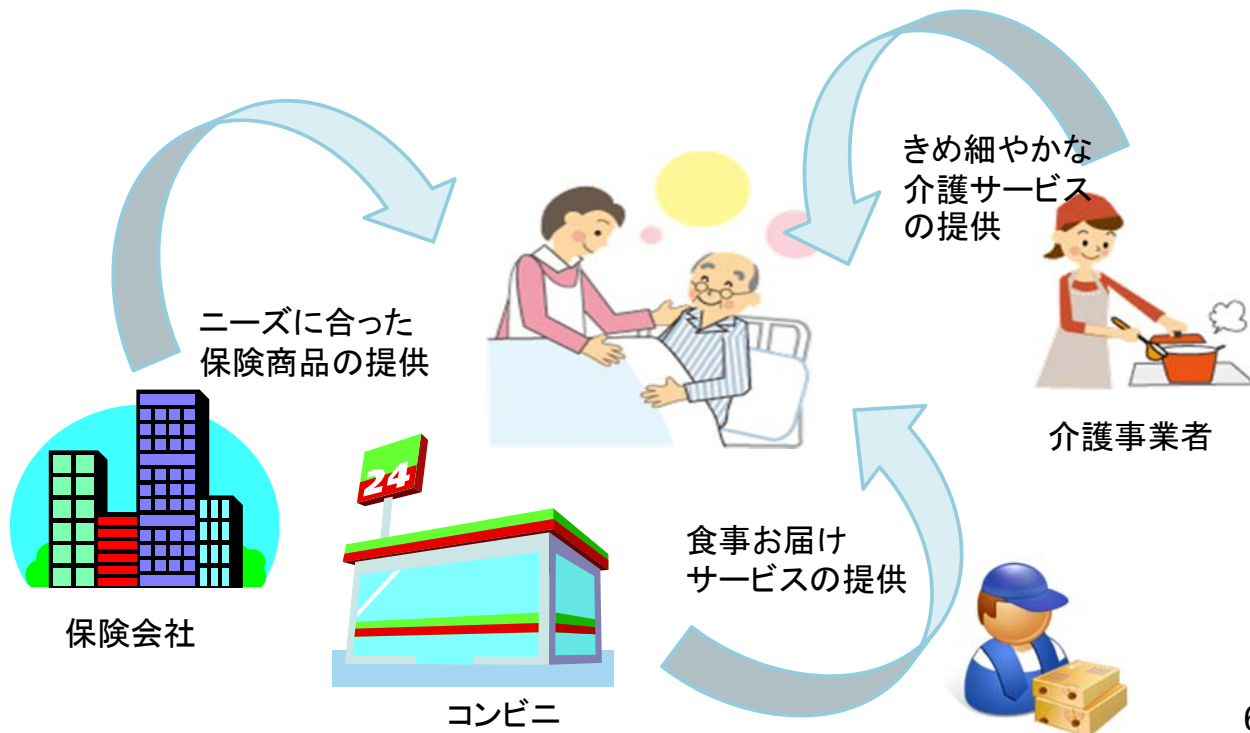 きめ細やかな
介護サービス
の提供
ニーズに合った
保険商品の提供
介護事業者
24
食事お届け
サービスの提供
保険会社
コンビニ
6